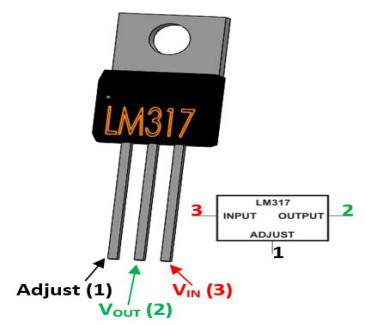 LM317
LM317
3 INPUT OUTPUT 2
ADJUST
1
Adjust (1)
VIN (3)
VOUT (2)